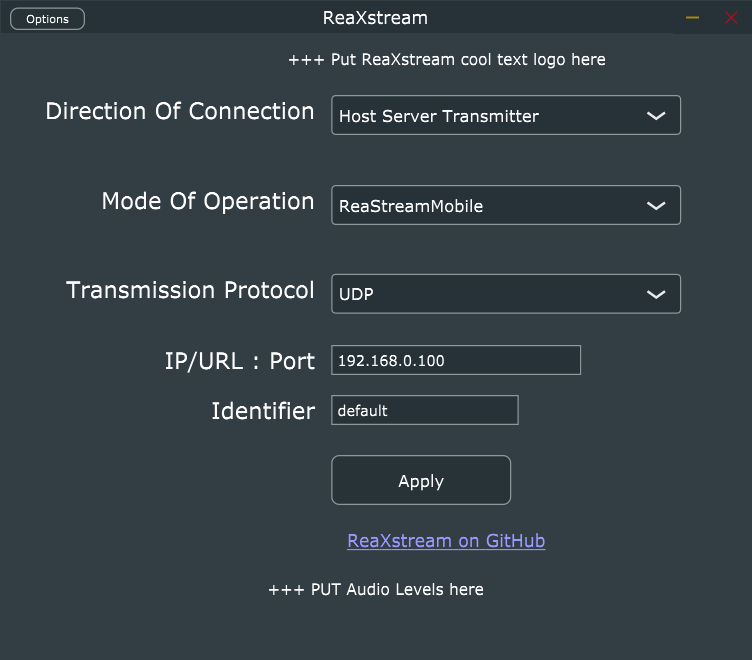 Options
ReaXstream
+++ Put ReaXstream cool text logo here
Direction Of Connection
Host Server Transmitter
Mode Of Operation
ReaStreamMobile
Transmission Protocol
UDP
IP/URL : Port
192.168.0.100
Identifier
default
Apply
ReaXstream on GitHub
+++ PUT Audio Levels here